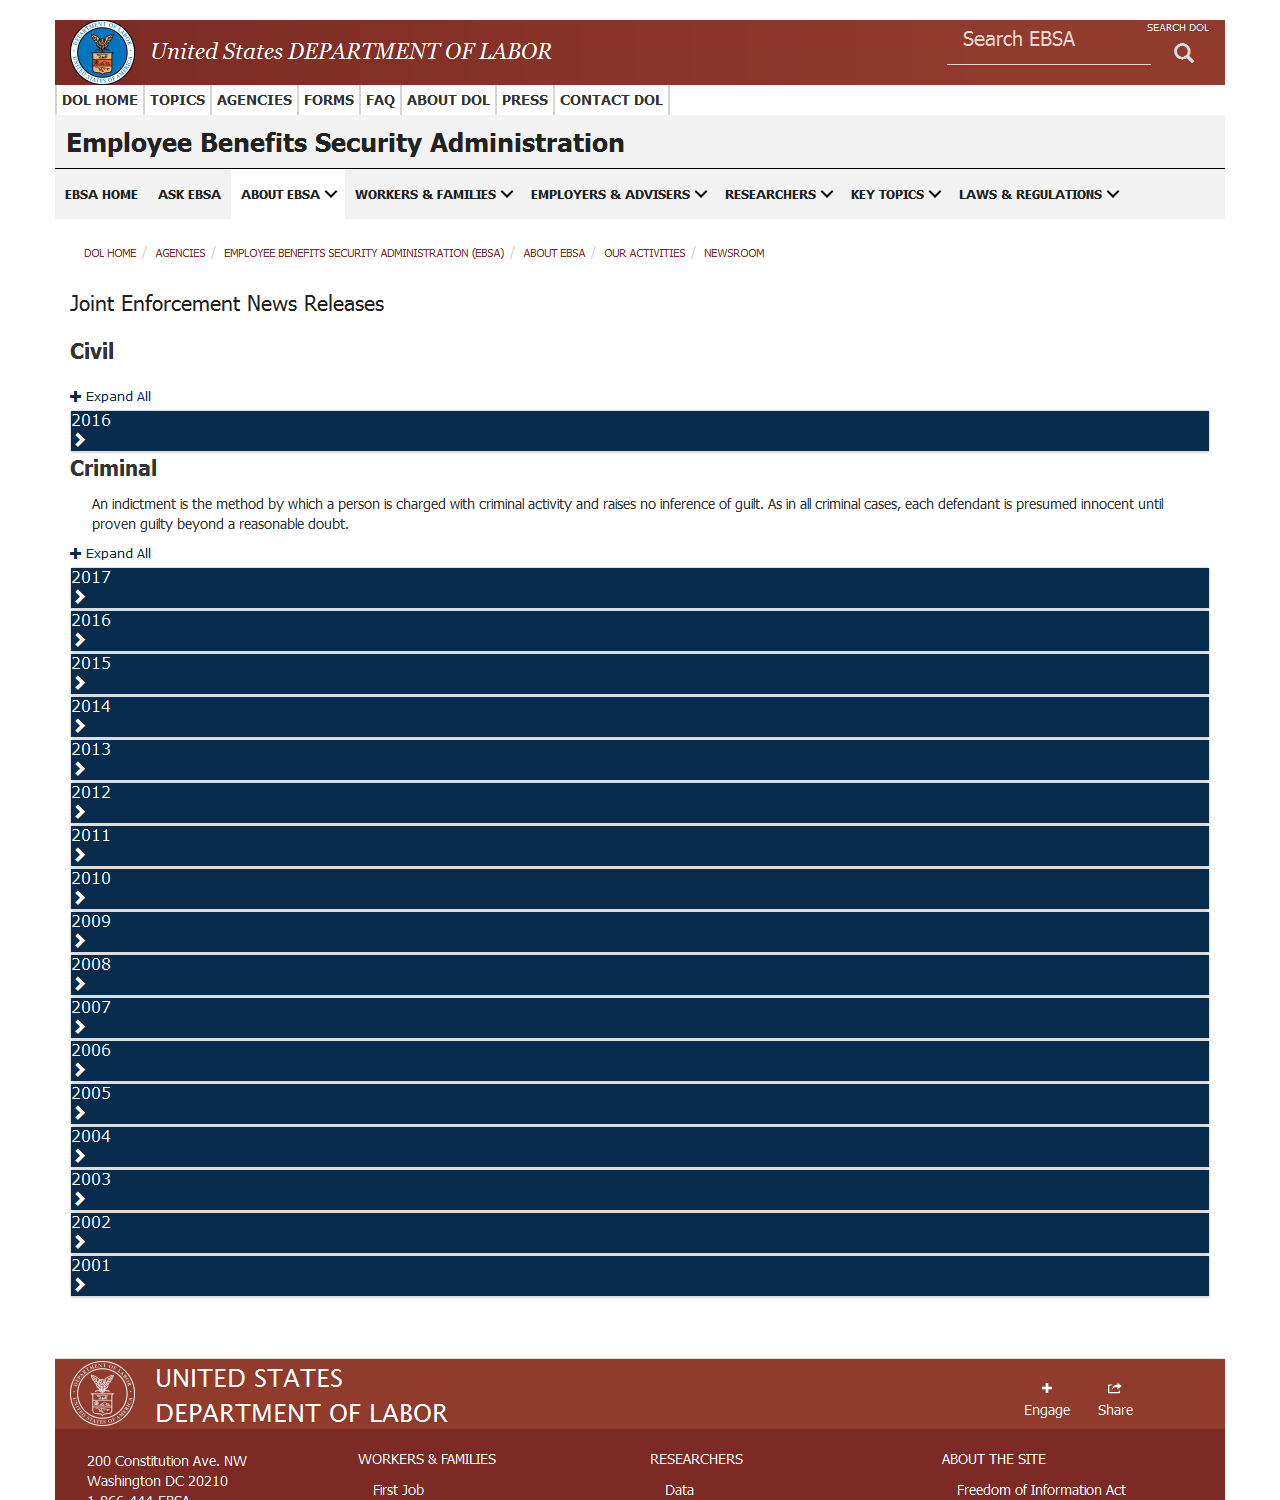 United States DEPARTMENT OF LABOR
Search EBSA
SEARCH DOL
DOL HOME TOPICS AGENCIES FORMS FAQ ABOUT DOL PRESS CONTACT DOL
Employee Benefits Security Administration
EBSA HOME ASK EBSA ABOUT EBSA WORKERS & FAMILIES EMPLOYERS & ADVISERS RESEARCHERS KEY TOPICS LAWS & REGULATIONS
DOL HOME / AGENCIES / EMPLOYEE BENEFITS SECURITY ADMINISTRATION (EBSA) / ABOUT EBSA / OUR ACTIVITIES / NEWSROOM
Joint Enforcement News Releases
Civil
Expand All
2016
Criminal
An indictment is the method by which a person is charged with criminal activity and raises no inference of guilt. As in all criminal cases, each defendant is presumed innocent until
proven guilty beyond a reasonable doubt.
Expand All
2017
2016
2015
2014
2013
2012
2011
2010
2009
2008
2007
2006
2005
2004
2003
2002
2001
UNITED STATES
DEPARTMENT OF LABOR
Engage Share
200 Constitution Ave. NW
Washington DC 20210
1-866-444-EBSA
WORKERS & FAMILIES
First Job
RESEARCHERS
Data
ABOUT THE SITE
Freedom of Information Act